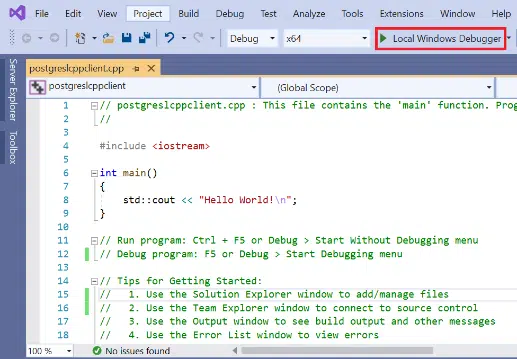 File Edit View Git Project Build Debug Test Analyze Tools Extensions Window Help
Debug x64 Local Windows Debugger
Server Explorer
Toolbox
postgreslcppclient.cpp
postgreslcppclient (Global Scope)
1 // postgreslcppclient.cpp : This file contains the 'main' function. Prog
2 //
3
4 #include <iostream>
5
6 int main()
7 {
8 std::cout << "Hello World!\n";
9 }
10
11 // Run program: Ctrl + F5 or Debug > Start Without Debugging menu
12 // Debug program: F5 or Debug > Start Debugging menu
13
14 // Tips for Getting Started:
15 // 1. Use the Solution Explorer window to add/manage files
16 // 2. Use the Team Explorer window to connect to source control
17 // 3. Use the Output window to see build output and other messages
18 // 4. Use the Error List window to view errors
100 % No issues found